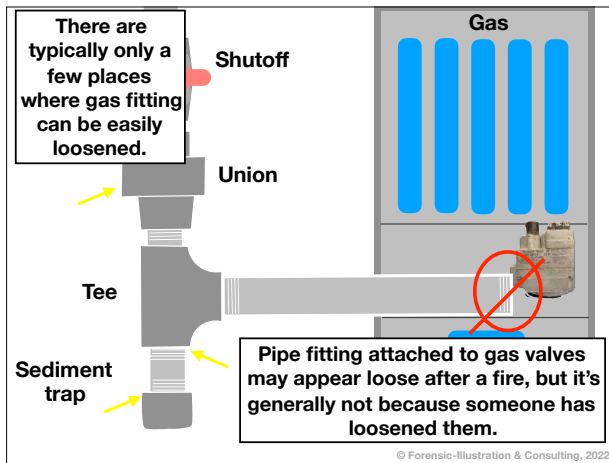 There are
typically only a
few places
where gas fitting
can be easily
loosened.
Gas
Shutoff
Union
Tee
Sediment
trap
Pipe fitting attached to gas valves
may appear loose after a fire, but it’s
generally not because someone has
loosened them.
© Forensic-Illustration & Consulting, 2022